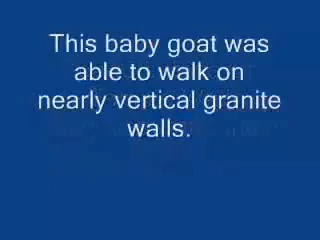 This baby goat was
able to walk on
nearly vertical granite
walls.